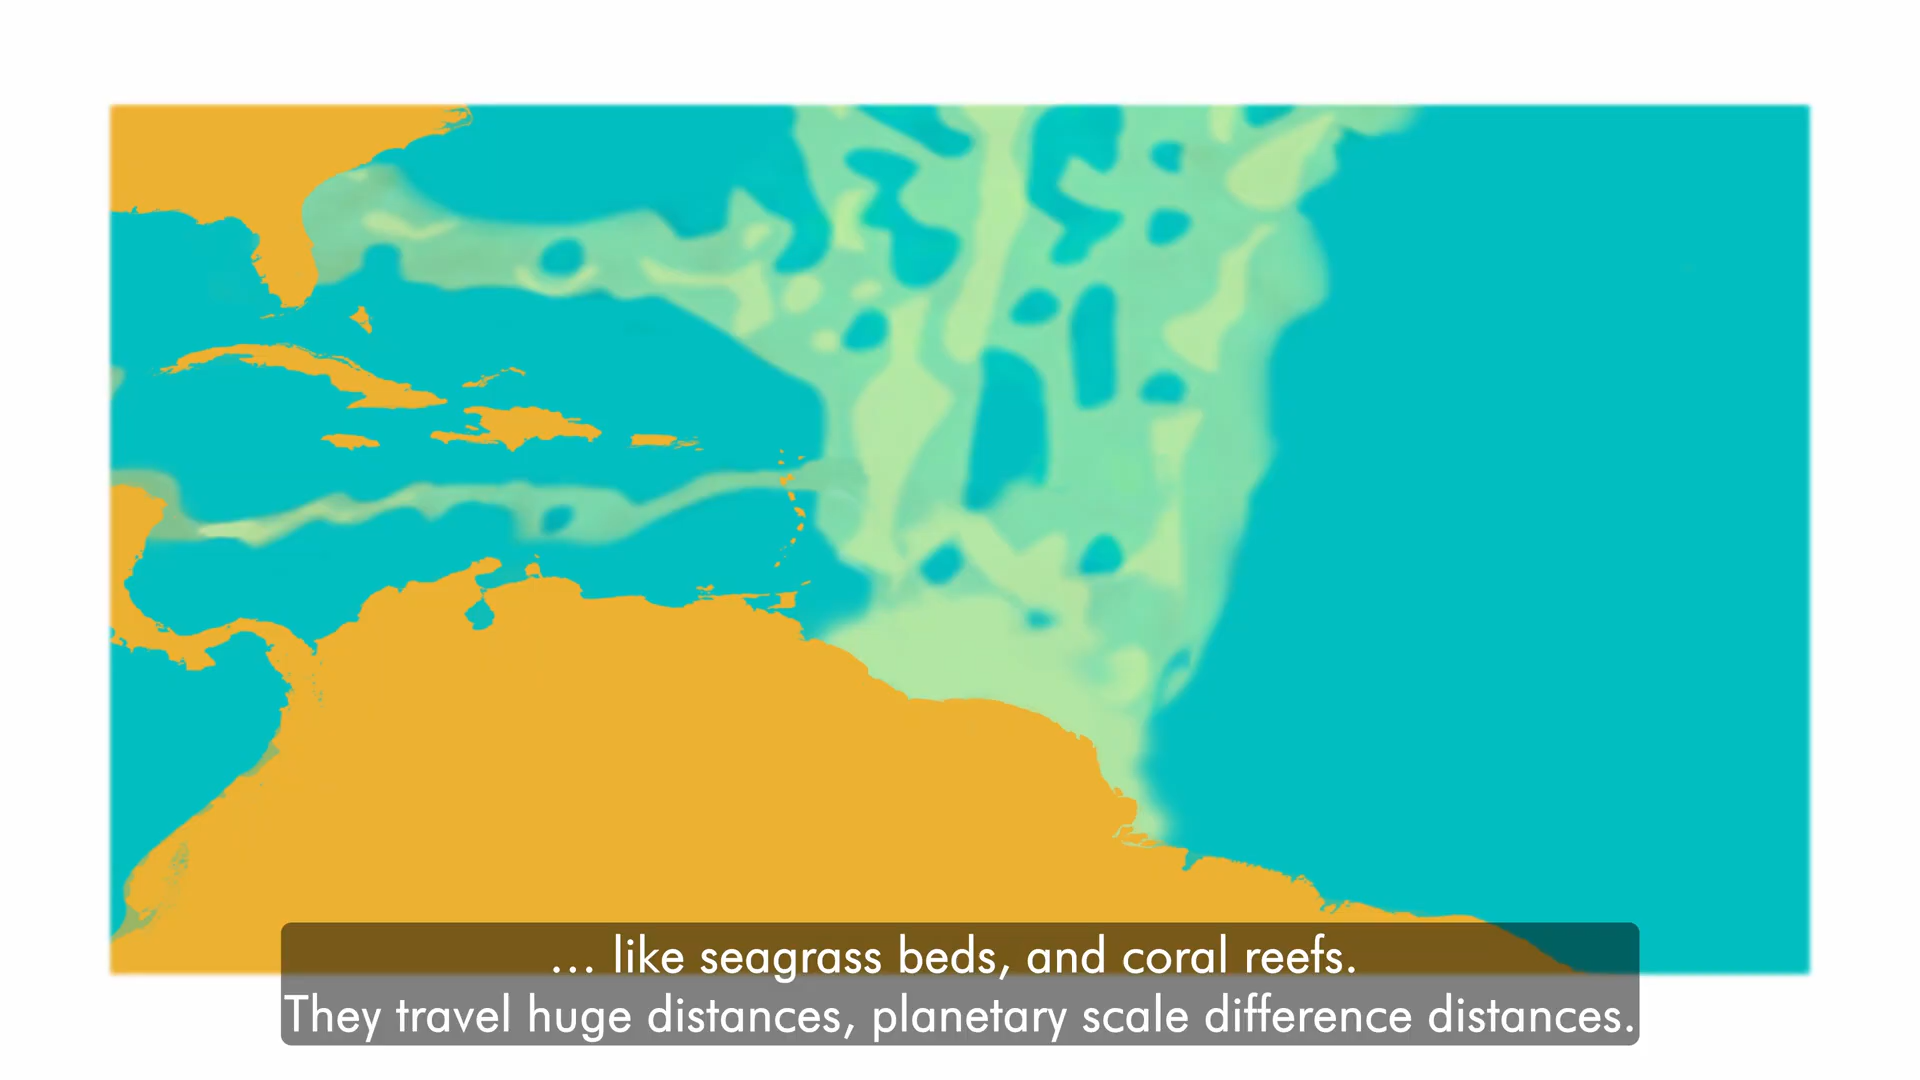 … like seagrass beds, and coral reefs.
They travel huge distances, planetary scale difference distances.